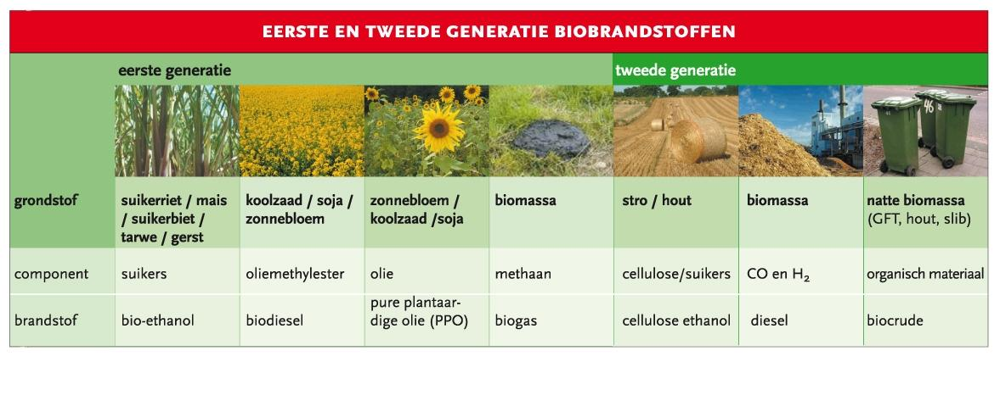 EERSTE EN TWEEDE GENERATIE BIOBRANDSTOFFEN
eerste generatie
tweede generatie
46
grondstof
suikerriet / mais
/ suikerbiet /
tarwe / gerst
koolzaad / soja /
zonnebloem
zonnebloem /
koolzaad /soja
biomassa
stro / hout
biomassa
natte biomassa
(GFT, hout, slib)
component
suikers
oliemethylester
olie
methaan
cellulose/suikers
CO en H₂
organisch materiaal
brandstof
bio-ethanol
biodiesel
pure plantaar-
dige olie (PPO)
biogas
cellulose ethanol
diesel
biocrude